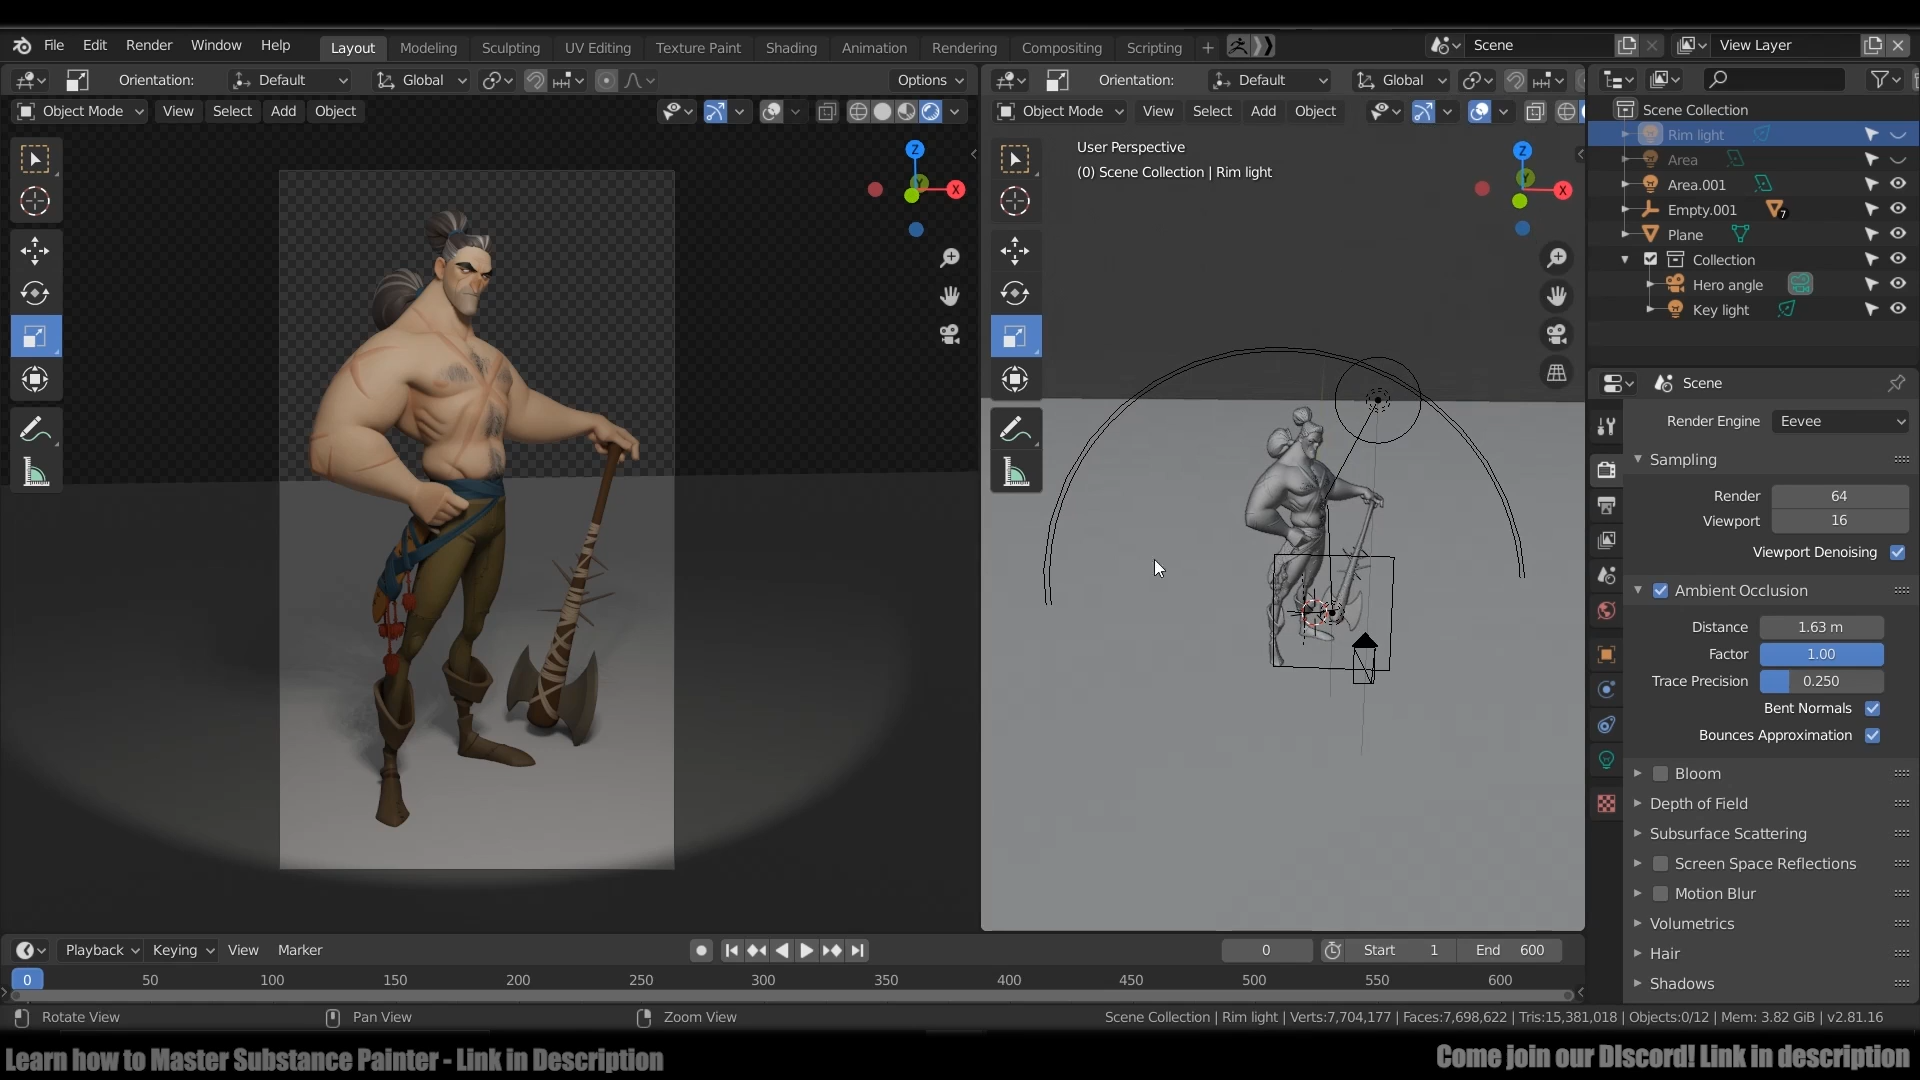 File Edit Render Window Help Layout Modeling Sculpting UV Editing Texture Paint Shading Animation Rendering Compositing Scripting + Scene View Layer
Orientation: Default Global Options
Orientation: Default Global
Object Mode View Select Add Object
Object Mode View Select Add Object
User Perspective
(0) Scene Collection | Rim light
Z
X
Y
Z
X
Y
Scene Collection
Rim light
Area
Area.001
Empty.001 7
Plane
Collection
Hero angle
Key light
Scene
Render Engine Eevee
Sampling
Render 64
Viewport 16
Viewport Denoising
Ambient Occlusion
Distance 1.63 m
Factor 1.00
Trace Precision 0.250
Bent Normals
Bounces Approximation
Bloom
Depth of Field
Subsurface Scattering
Screen Space Reflections
Motion Blur
Volumetrics
Hair
Shadows
Playback Keying View Marker 0 Start 1 End 600
0 50 100 150 200 250 300 350 400 450 500 550 600
Rotate View Pan View Zoom View Scene Collection | Rim light | Verts:7,704,177 | Faces:7,698,622 | Tris:15,381,018 | Objects:0/12 | Mem: 3.82 GiB | v2.81.16
Learn how to Master Substance Painter - Link in Description
Come join our DIscord! Link in description